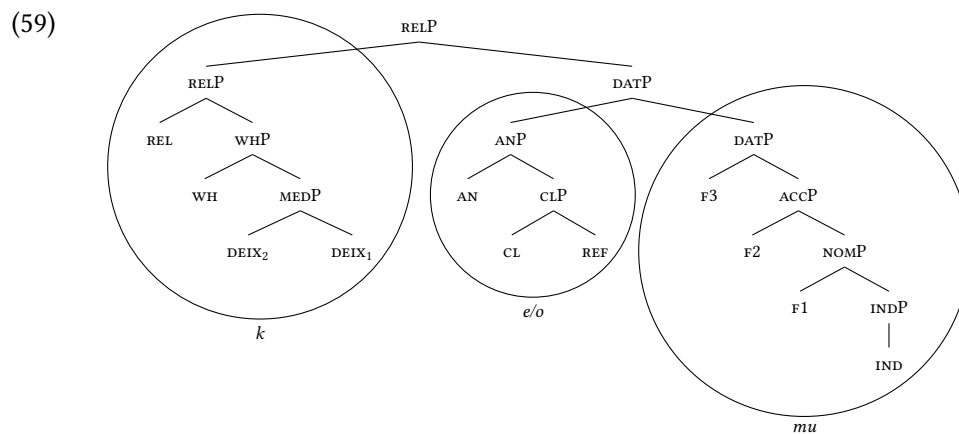 (59)
RELP
RELP DATP
REL WHP ANP DATP
WH MEDP AN CLP F3 ACCP
DEIX₂ DEIX₁ CL REF F2 NOMP
F1 INDP
IND
k e/o mu